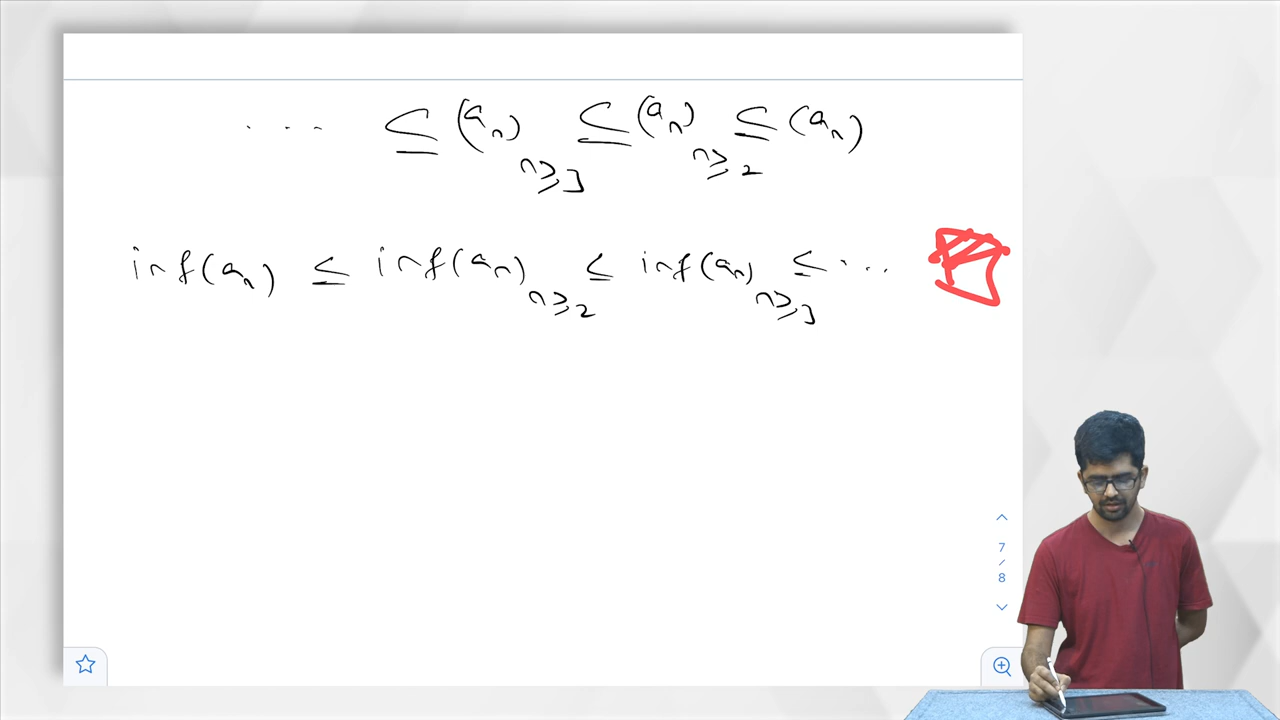 ... ⊆ (aₙ) ⊆ (aₙ) ⊆ (aₙ)
n≥3 n≥2
inf(aₙ) ≤ inf(aₙ) ≤ inf(aₙ) ≤ ...
n≥2 n≥3
7
/
8